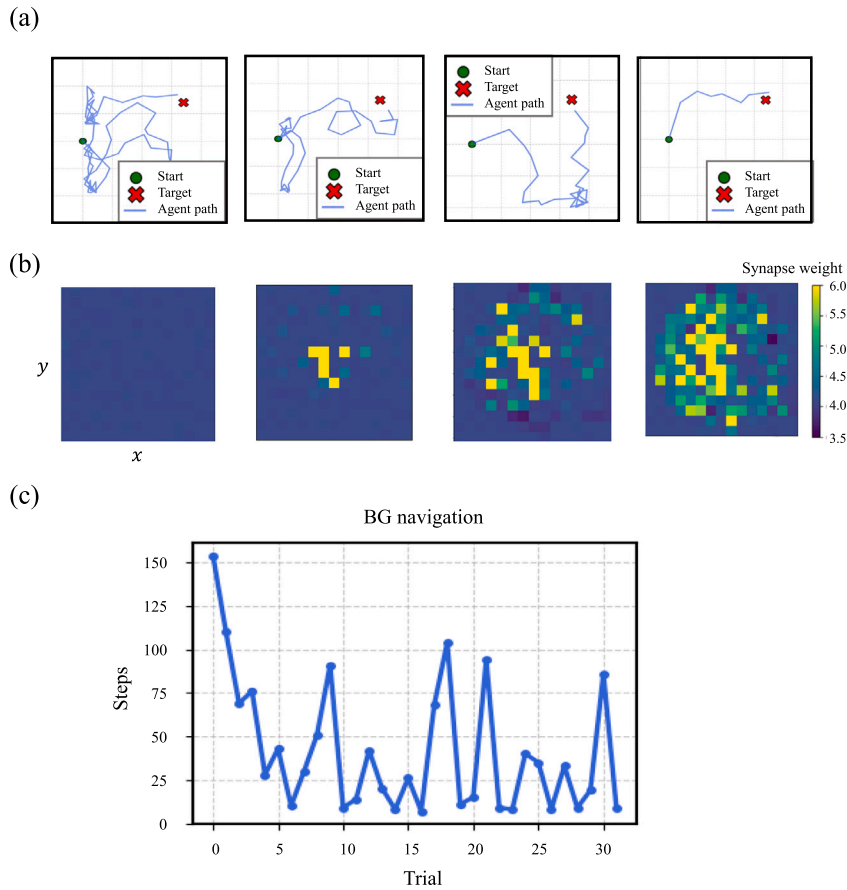 (a)
Start
Target
Agent path
Start
Target
Agent path
Start
Target
Agent path
Start
Target
Agent path
(b)
Synapse weight
y
x
6.0
5.5
5.0
4.5
4.0
3.5
(c)
BG navigation
Steps
150
125
100
75
50
25
0
0 5 10 15 20 25 30
Trial